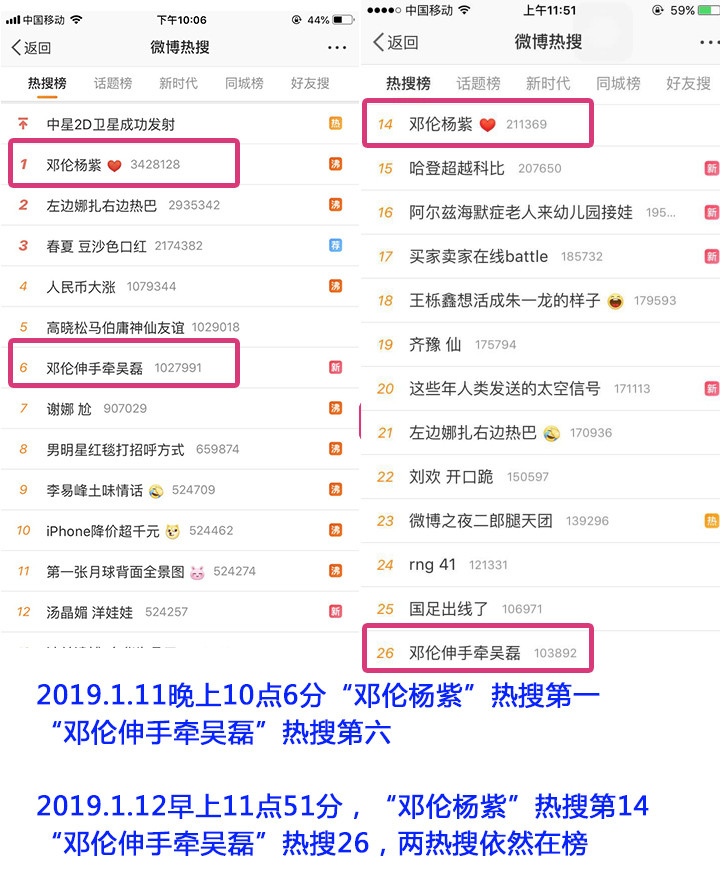 中国移动 下午10:06 44%
返回 微博热搜 ···
热搜榜 话题榜 新时代 同城榜 好友搜
中星2D卫星成功发射 热
1 邓伦杨紫 ❤️ 3428128 沸
2 左边娜扎右边热巴 2935342 沸
3 春夏 豆沙色口红 2174382 荐
4 人民币大涨 1079344 沸
5 高晓松马伯庸神仙友谊 1029018
6 邓伦伸手牵吴磊 1027991 新
7 谢娜 尬 907029 沸
8 男明星红毯打招呼方式 659874 沸
9 李易峰土味情话 🤣 524709 沸
10 iPhone降价超千元 524462 沸
11 第一张月球背面全景图 524274 沸
12 汤晶媚 洋娃娃 524257 新
中国移动 上午11:51 59%
返回 微博热搜 ···
热搜榜 话题榜 新时代 同城榜 好友搜
14 邓伦杨紫 ❤️ 211369
15 哈登超越科比 207650 新
16 阿尔兹海默症老人来幼儿园接娃 195... 新
17 买家卖家在线battle 185732 新
18 王栎鑫想活成朱一龙的样子 😂 179593
19 齐豫 仙 175794
20 这些年人类发送的太空信号 171113 新
21 左边娜扎右边热巴 🤣 170936
22 刘欢 开口跪 150597
23 微博之夜二郎腿天团 139296 热
24 rng 41 121331
25 国足出线了 106971
26 邓伦伸手牵吴磊 103892
2019.1.11晚上10点6分“邓伦杨紫”热搜第一
“邓伦伸手牵吴磊”热搜第六
2019.1.12早上11点51分，“邓伦杨紫”热搜第14
“邓伦伸手牵吴磊”热搜26，两热搜依然在榜